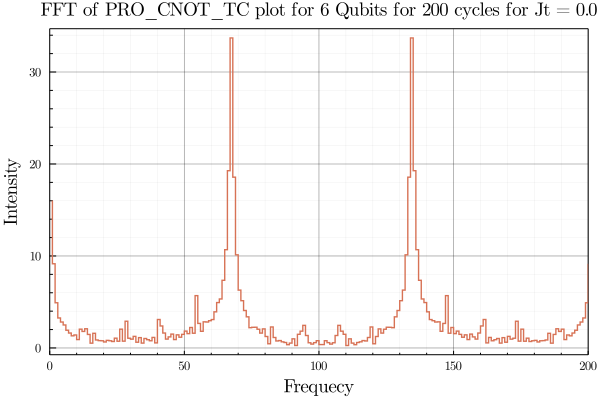 FFT of PRO_CNOT_TC plot for 6 Qubits for 200 cycles for Jt = 0.0
Intensity
30
20
10
0
0 50 100 150 200
Frequecy